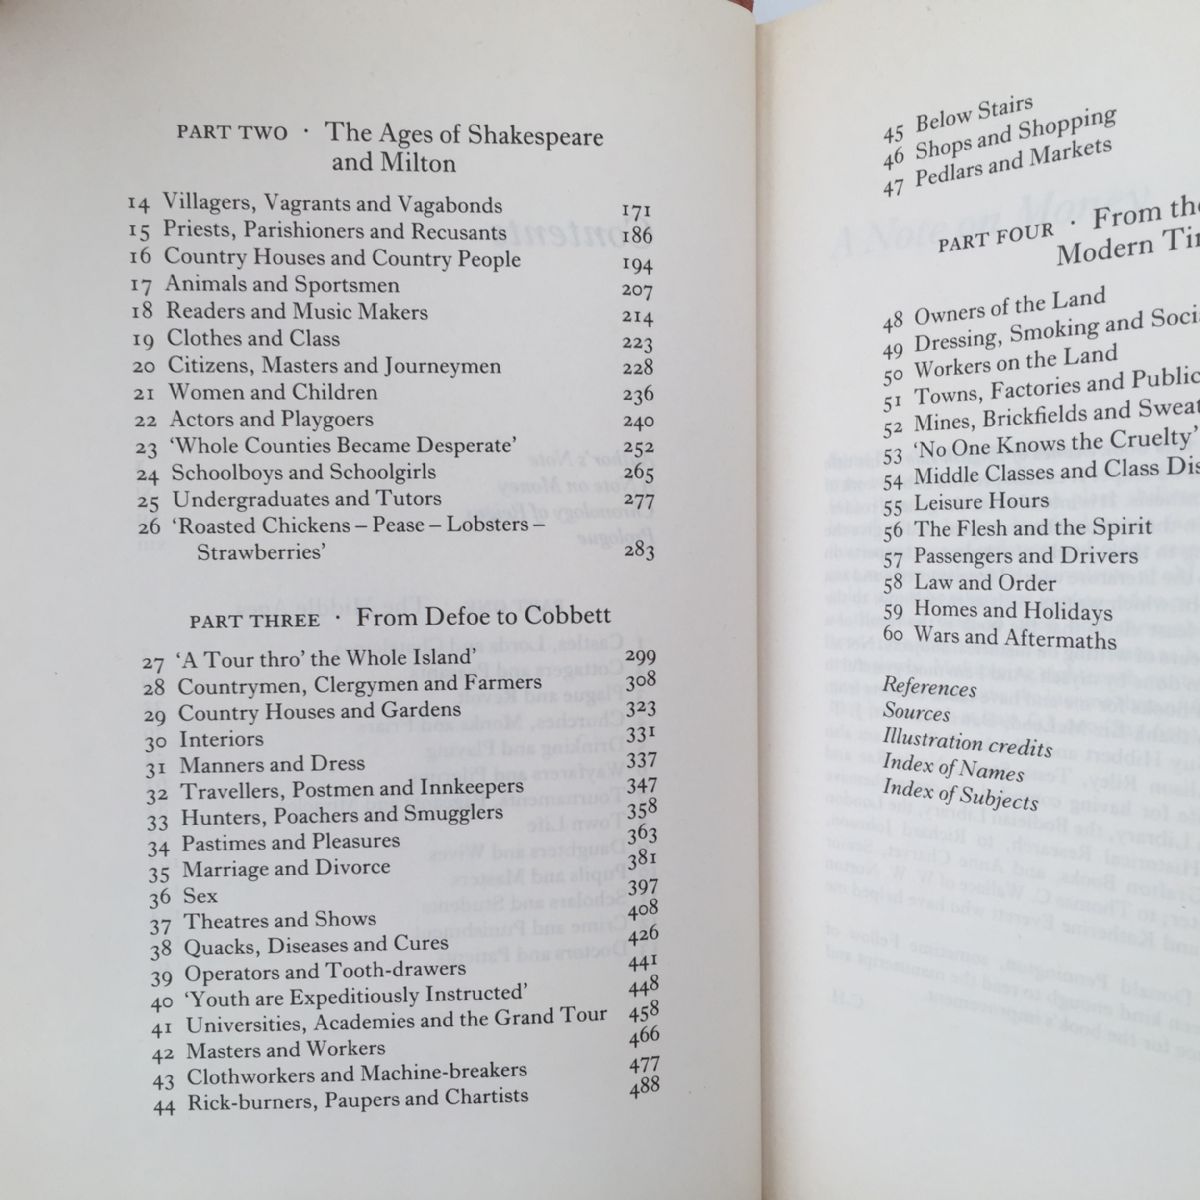 PART TWO · The Ages of Shakespeare
and Milton
14 Villagers, Vagrants and Vagabonds 171
15 Priests, Parishioners and Recusants 186
16 Country Houses and Country People 194
17 Animals and Sportsmen 207
18 Readers and Music Makers 214
19 Clothes and Class 223
20 Citizens, Masters and Journeymen 228
21 Women and Children 236
22 Actors and Playgoers 240
23 ‘Whole Counties Became Desperate’ 252
24 Schoolboys and Schoolgirls 265
25 Undergraduates and Tutors 277
26 ‘Roasted Chickens – Pease – Lobsters –
Strawberries’ 283
PART THREE · From Defoe to Cobbett
27 ‘A Tour thro’ the Whole Island’ 299
28 Countrymen, Clergymen and Farmers 308
29 Country Houses and Gardens 323
30 Interiors 331
31 Manners and Dress 337
32 Travellers, Postmen and Innkeepers 347
33 Hunters, Poachers and Smugglers 358
34 Pastimes and Pleasures 363
35 Marriage and Divorce 381
36 Sex 397
37 Theatres and Shows 408
38 Quacks, Diseases and Cures 426
39 Operators and Tooth-drawers 441
40 ‘Youth are Expeditiously Instructed’ 448
41 Universities, Academies and the Grand Tour 458
42 Masters and Workers 466
43 Clothworkers and Machine-breakers 477
44 Rick-burners, Paupers and Chartists 488
45 Below Stairs
46 Shops and Shopping
47 Pedlars and Markets
PART FOUR · From the
Modern
48 Owners of the Land
49 Dressing, Smoking and
50 Workers on the Land
51 Towns, Factories and Public
52 Mines, Brickfields and
53 ‘No One Knows the Cruelty’
54 Middle Classes and Class
55 Leisure Hours
56 The Flesh and the Spirit
57 Passengers and Drivers
58 Law and Order
59 Homes and Holidays
60 Wars and Aftermaths
References
Sources
Illustration credits
Index of Names
Index of Subjects